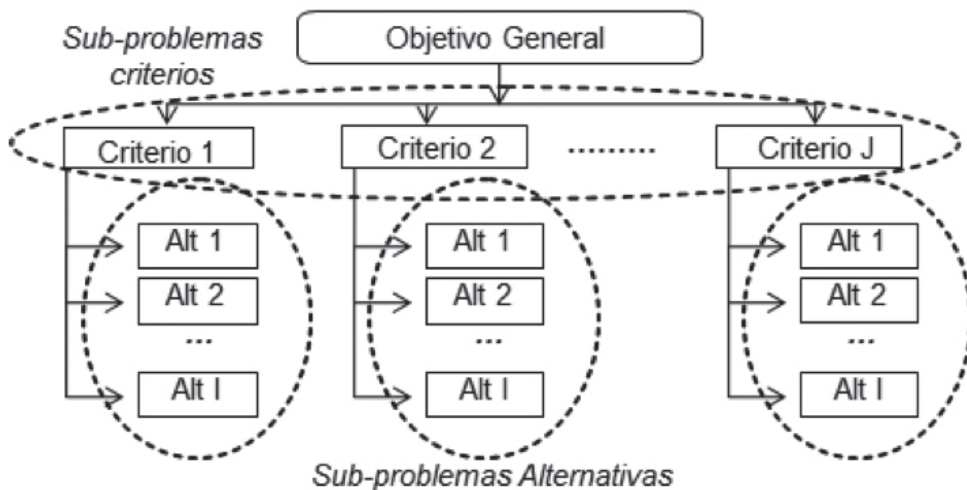 Sub-problemas
criterios
Objetivo General
Criterio 1
Criterio 2
.........
Criterio J
Alt 1
Alt 2
...
Alt I
Alt 1
Alt 2
...
Alt I
Alt 1
Alt 2
...
Alt I
Sub-problemas Alternativas